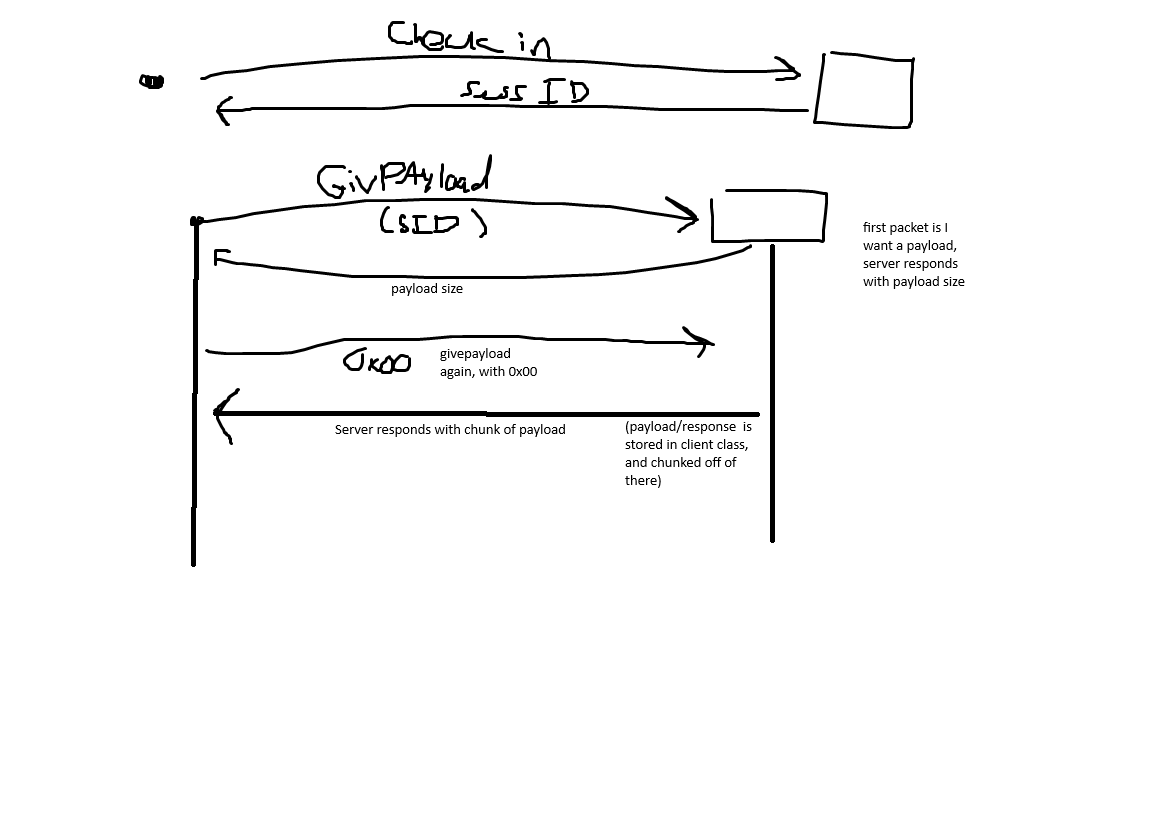 Check in
Sess ID
GivPAyload
(SID)
first packet is I
want a payload,
server responds
with payload size
payload size
0x00
givepayload
again, with 0x00
Server responds with chunk of payload
(payload/response is
stored in client class,
and chunked off of
there)